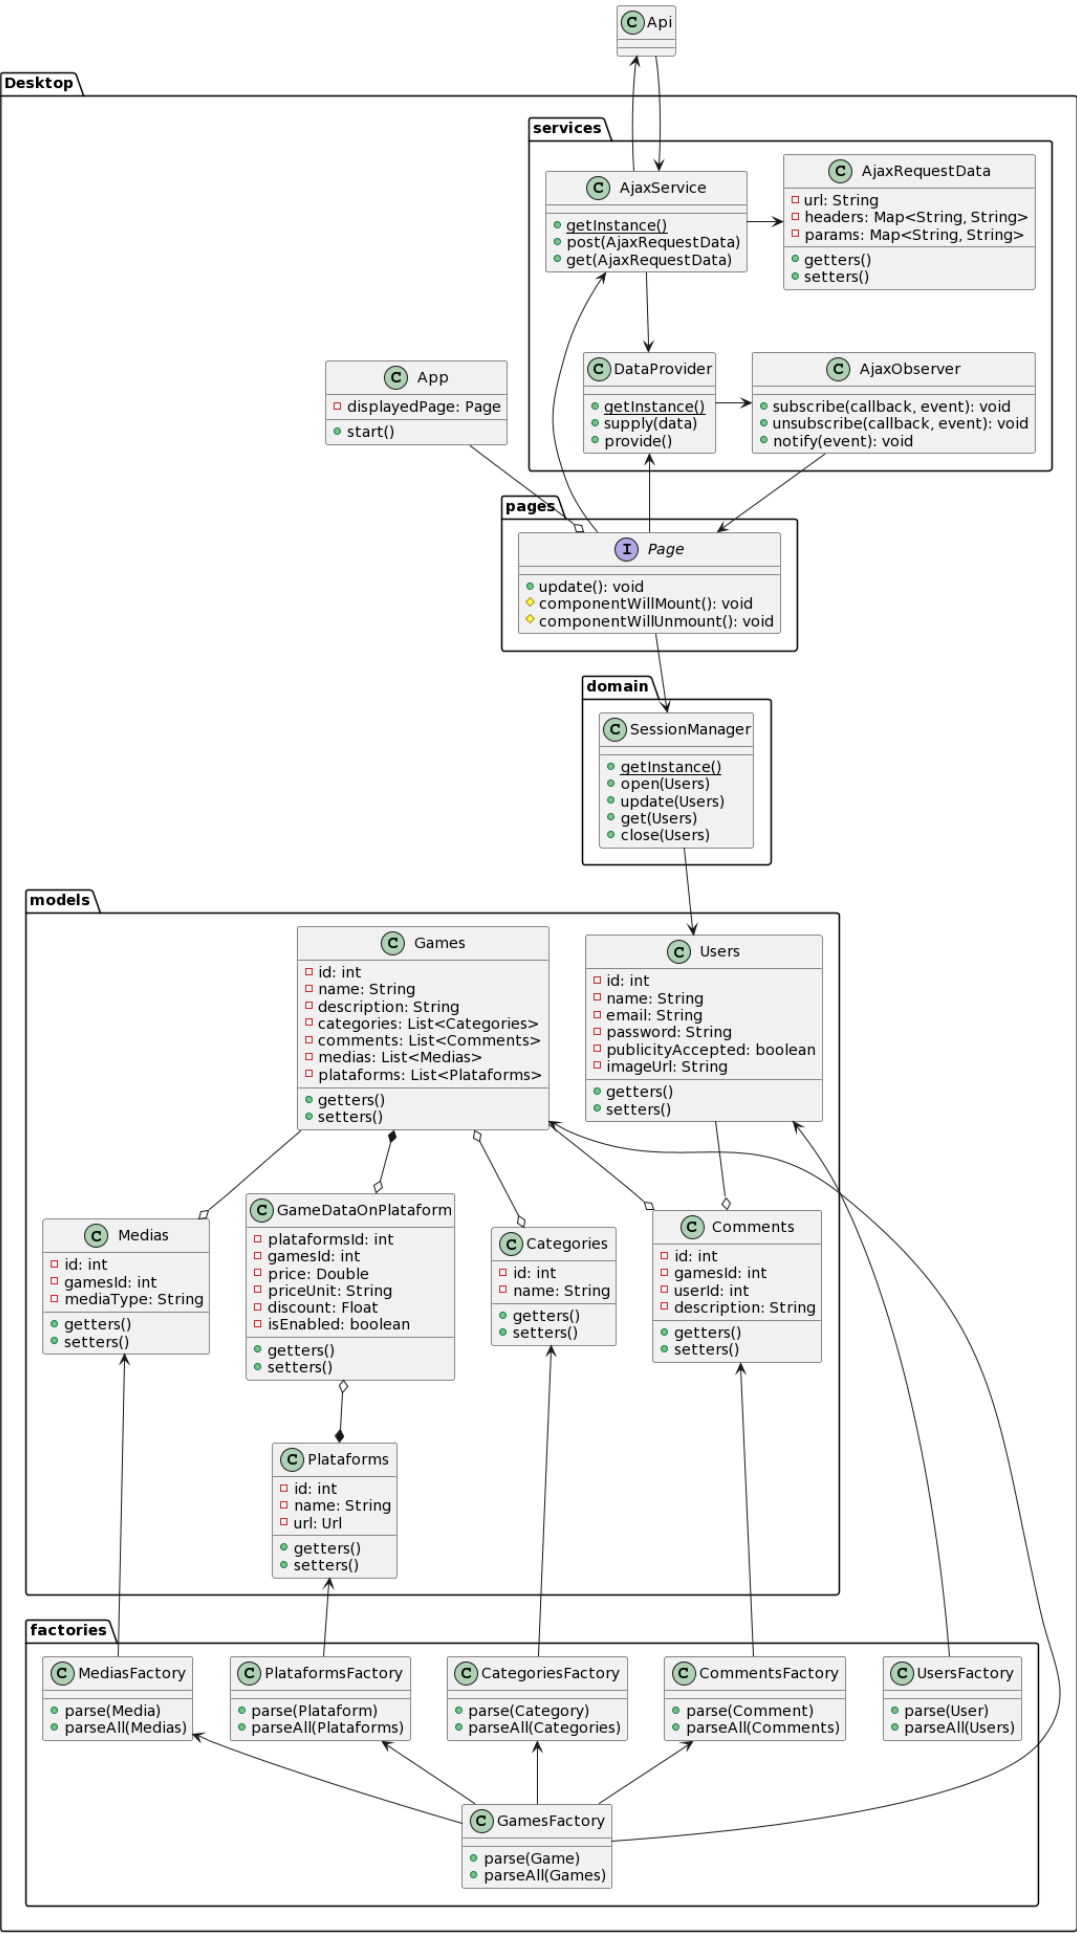 C Api
Desktop
services
C AjaxService
getInstance()
post(AjaxRequestData)
get(AjaxRequestData)
C AjaxRequestData
url: String
headers: Map<String, String>
params: Map<String, String>
getters()
setters()
C App
displayedPage: Page
start()
C DataProvider
getInstance()
supply(data)
provide()
C AjaxObserver
subscribe(callback, event): void
unsubscribe(callback, event): void
notify(event): void
pages
I Page
update(): void
componentWillMount(): void
componentWillUnmount(): void
domain
C SessionManager
getInstance()
open(Users)
update(Users)
get(Users)
close(Users)
models
C Games
id: int
name: String
description: String
categories: List<Categories>
comments: List<Comments>
medias: List<Medias>
plataforms: List<Plataforms>
getters()
setters()
C Users
id: int
name: String
email: String
password: String
publicityAccepted: boolean
imageUrl: String
getters()
setters()
C Medias
id: int
gamesId: int
mediaType: String
getters()
setters()
C GameDataOnPlataform
plataformsId: int
gamesId: int
price: Double
priceUnit: String
discount: Float
isEnabled: boolean
getters()
setters()
C Categories
id: int
name: String
getters()
setters()
C Comments
id: int
gamesId: int
userId: int
description: String
getters()
setters()
C Plataforms
id: int
name: String
url: Url
getters()
setters()
factories
C MediasFactory
parse(Media)
parseAll(Medias)
C PlataformsFactory
parse(Plataform)
parseAll(Plataforms)
C CategoriesFactory
parse(Category)
parseAll(Categories)
C CommentsFactory
parse(Comment)
parseAll(Comments)
C UsersFactory
parse(User)
parseAll(Users)
C GamesFactory
parse(Game)
parseAll(Games)